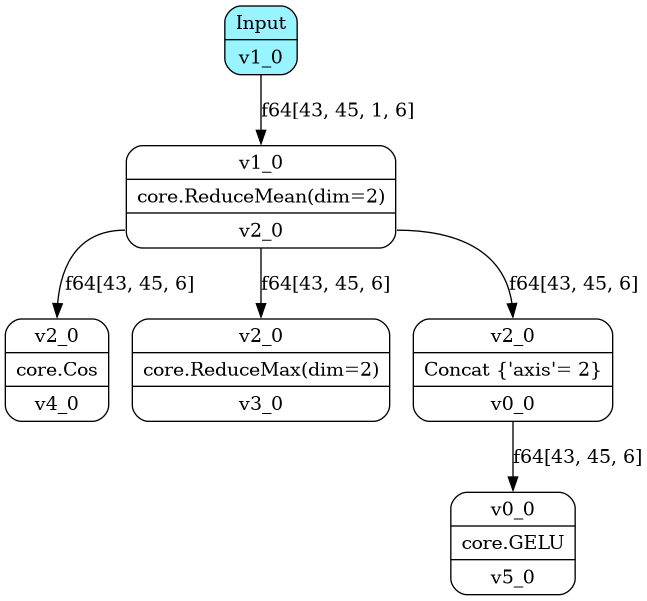 Input
v1_0
f64[43, 45, 1, 6]
v1_0
core.ReduceMean(dim=2)
v2_0
f64[43, 45, 6]
f64[43, 45, 6]
f64[43, 45, 6]
v2_0
core.Cos
v4_0
v2_0
core.ReduceMax(dim=2)
v3_0
v2_0
Concat {'axis'= 2}
v0_0
f64[43, 45, 6]
v0_0
core.GELU
v5_0